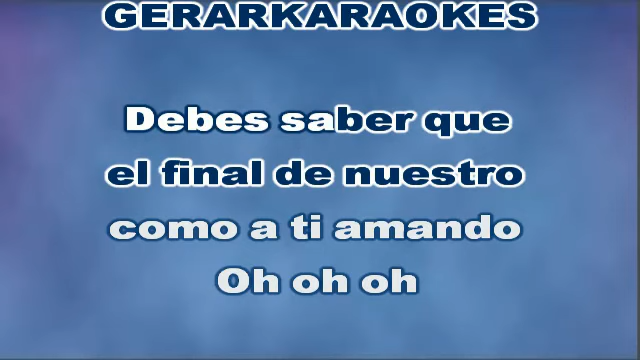 GERARKARAOKES
Debes saber que
el final de nuestro
como a ti amando
Oh oh oh